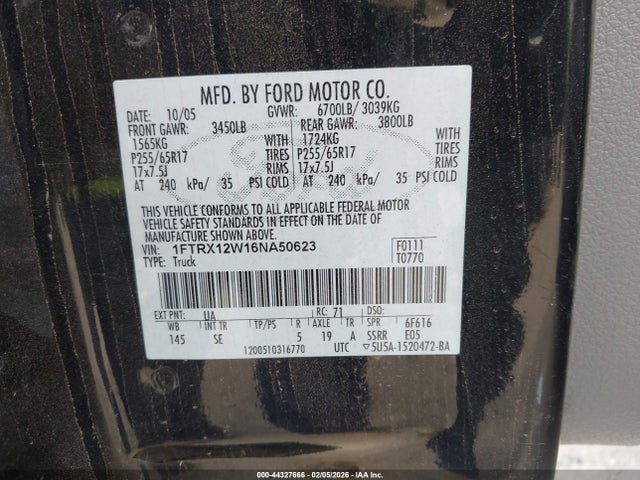 MFD. BY FORD MOTOR CO.
DATE: 10/05 GVWR: 6700LB/ 3039KG
FRONT GAWR: 3450LB REAR GAWR: 3800LB
1565KG WITH 1724KG WITH
P255/65R17 TIRES P255/65R17 TIRES
17x7.5J RIMS 17x7.5J RIMS
AT 240 kPa/ 35 PSI COLD AT 240 kPa/ 35 PSI COLD
THIS VEHICLE CONFORMS TO ALL APPLICABLE FEDERAL MOTOR
VEHICLE SAFETY STANDARDS IN EFFECT ON THE DATE OF
MANUFACTURE SHOWN ABOVE.
VIN: 1FTRX12W16NA50623 F0111
TYPE: Truck T0770
EXT PNT: UA RC: 71 DSO:
WB INT TR TP/PS R AXLE TR SPR 6F616
145 SE 5 19 A SSRR E05
1200510316770 UTC ▽5U5A-1520472-BA
000-44327666 - 02/05/2026 - IAA, Inc.